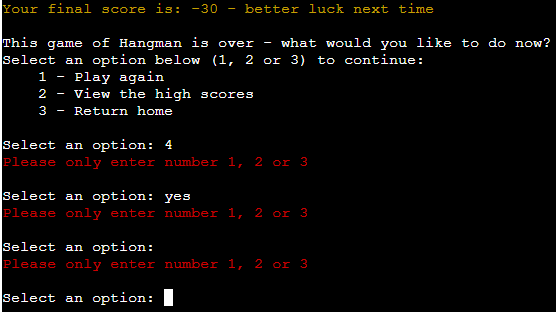 Your final score is: -30 - better luck next time
This game of Hangman is over - what would you like to do now?
Select an option below (1, 2 or 3) to continue:
1 - Play again
2 - View the high scores
3 - Return home
Select an option: 4
Please only enter number 1, 2 or 3
Select an option: yes
Please only enter number 1, 2 or 3
Select an option:
Please only enter number 1, 2 or 3
Select an option: